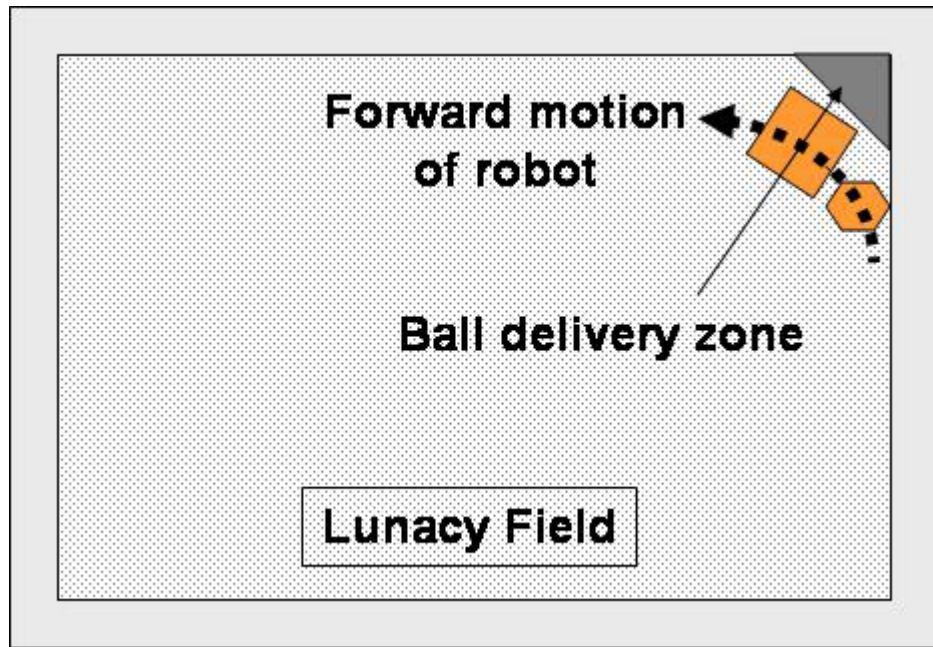 Forward motion
of robot
Ball delivery zone
Lunacy Field